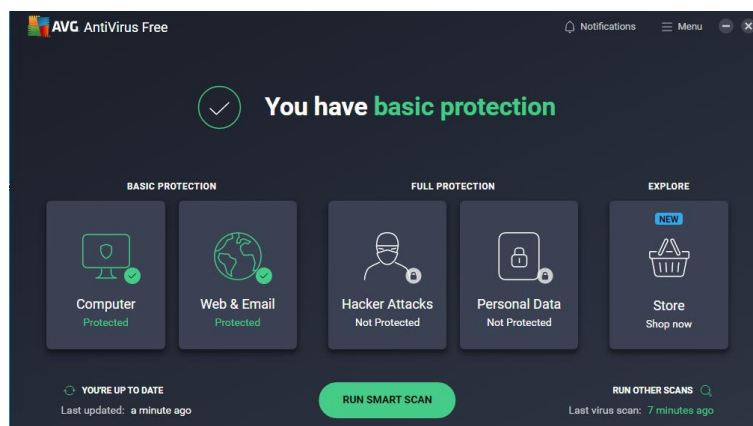 AVG AntiVirus Free
Notifications
Menu
You have basic protection
BASIC PROTECTION
FULL PROTECTION
EXPLORE
NEW
Computer
Protected
Web & Email
Protected
Hacker Attacks
Not Protected
Personal Data
Not Protected
Store
Shop now
YOU'RE UP TO DATE
Last updated: a minute ago
RUN SMART SCAN
RUN OTHER SCANS
Last virus scan: 7 minutes ago